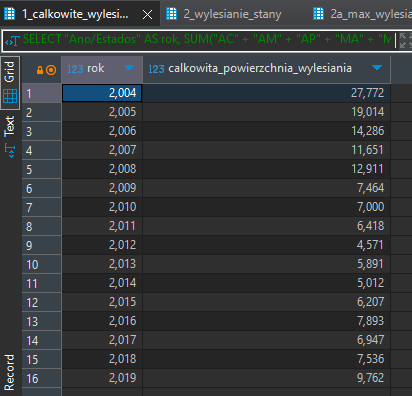 1_calkowite_wylesi...
2_wylesianie_stany
2a_max_wylesia
SELECT "Ano/Estados" AS rok, SUM("AC" + "AM" + "AP" + "MA" + "M
Grid
Text
Record
123 rok
123 calkowita_powierzchnia_wylesiania
1 2,004 27,772
2 2,005 19,014
3 2,006 14,286
4 2,007 11,651
5 2,008 12,911
6 2,009 7,464
7 2,010 7,000
8 2,011 6,418
9 2,012 4,571
10 2,013 5,891
11 2,014 5,012
12 2,015 6,207
13 2,016 7,893
14 2,017 6,947
15 2,018 7,536
16 2,019 9,762